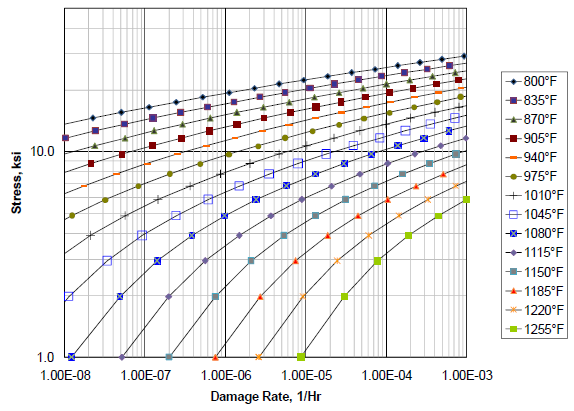 Stress, ksi
10.0
1.0
1.00E-08 1.00E-07 1.00E-06 1.00E-05 1.00E-04 1.00E-03
Damage Rate, 1/Hr
800°F
835°F
870°F
905°F
940°F
975°F
1010°F
1045°F
1080°F
1115°F
1150°F
1185°F
1220°F
1255°F